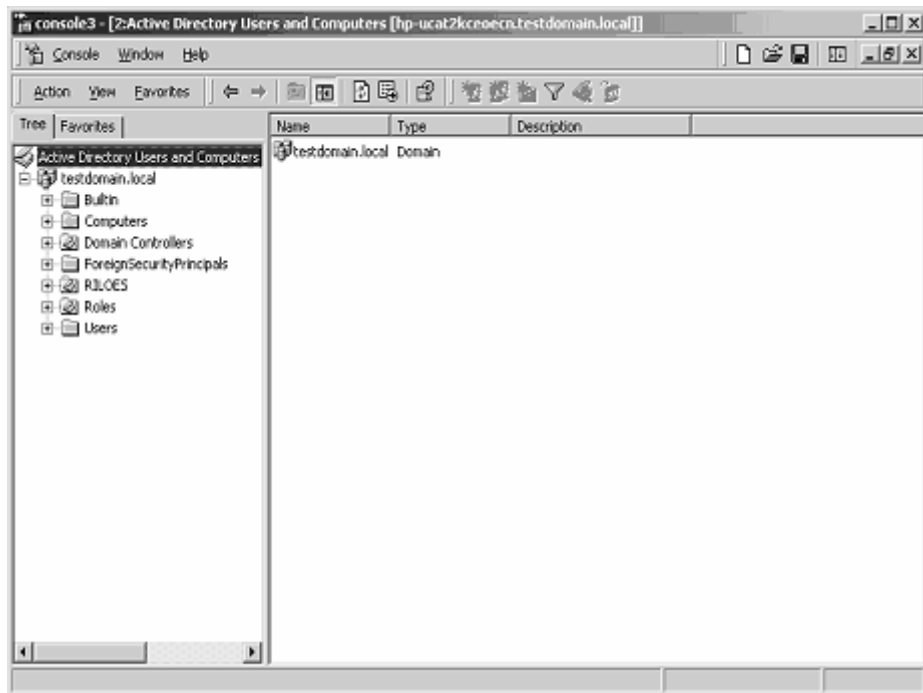 console3 - [2:Active Directory Users and Computers [hp-ucat2kceoecn.testdomain.local]]
Console Window Help
Action View Favorites
Tree Favorites
Name Type Description
Active Directory Users and Computers
testdomain.local Domain
testdomain.local
Builtin
Computers
Domain Controllers
ForeignSecurityPrincipals
RILOES
Roles
Users